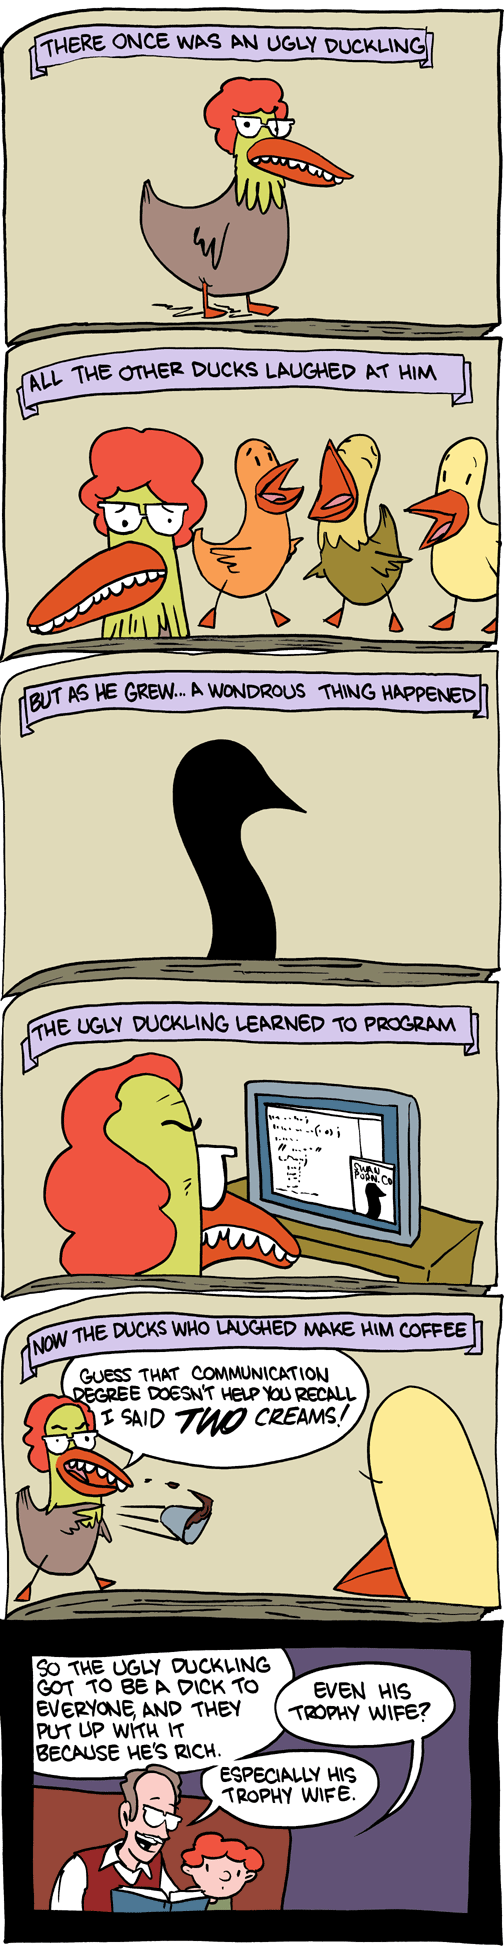 THERE ONCE WAS AN UGLY DUCKLING
ALL THE OTHER DUCKS LAUGHED AT HIM
BUT AS HE GREW... A WONDROUS THING HAPPENED
THE UGLY DUCKLING LEARNED TO PROGRAM
SWAN
PORN.CO
NOW THE DUCKS WHO LAUGHED MAKE HIM COFFEE
GUESS THAT COMMUNICATION
DEGREE DOESN'T HELP YOU RECALL
I SAID TWO CREAMS!
SO THE UGLY DUCKLING
GOT TO BE A DICK TO
EVERYONE, AND THEY
PUT UP WITH IT
BECAUSE HE'S RICH.
EVEN HIS
TROPHY WIFE?
ESPECIALLY HIS
TROPHY WIFE.